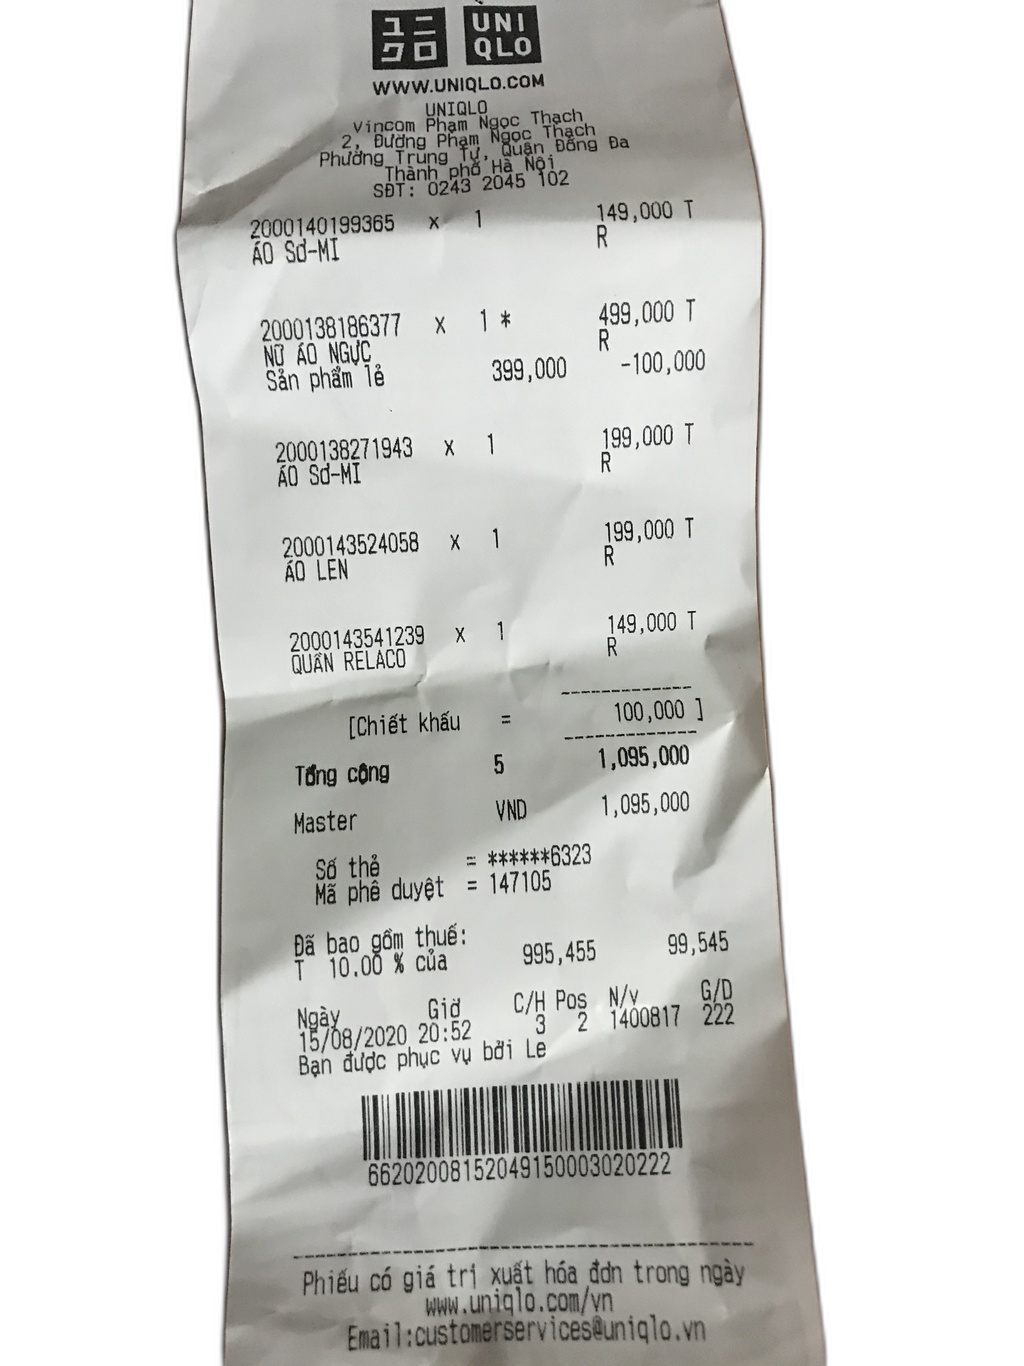 ユニ UNI
クロ QLO
WWW.UNIQLO.COM
UNIQLO
Vincom Phạm Ngọc Thạch
2, Đường Phạm Ngọc Thạch
Phường Trung Tự, Quận Đống Đa
Thành phố Hà Nội
SĐT: 0243 2045 102
2000140199365 x 1 149,000 T
ÁO Sơ-MI R
2000138186377 x 1 * 499,000 T
NỮ ÁO NGỰC R
Sản phẩm lẻ 399,000 -100,000
2000138271943 x 1 199,000 T
ÁO Sơ-MI R
2000143524058 x 1 199,000 T
ÁO LEN R
2000143541239 x 1 149,000 T
QUẦN RELACO R
[Chiết khấu = 100,000 ]
Tổng cộng 5 1,095,000
Master VND 1,095,000
Số thẻ = ******6323
Mã phê duyệt = 147105
Đã bao gồm thuế:
T 10.00 % của 995,455 99,545
Ngày Giờ C/H Pos N/v G/D
15/08/2020 20:52 3 2 1400817 222
Bạn được phục vụ bởi Le
66202008152049150003020222
Phiếu có giá trị xuất hóa đơn trong ngày
www.uniqlo.com/vn
Email:customerservices@uniqlo.vn